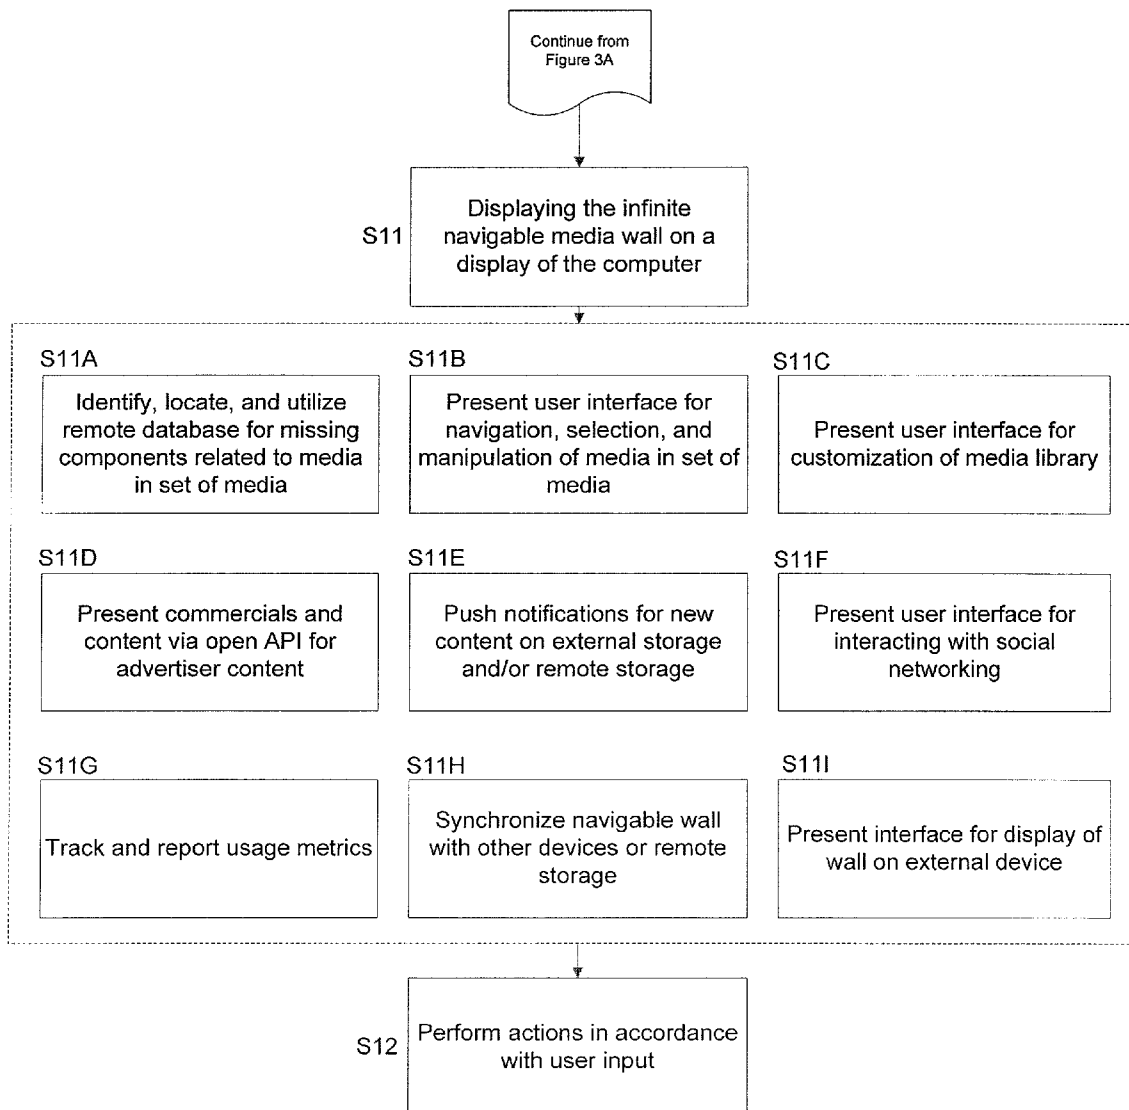 Continue from
Figure 3A
Displaying the infinite
navigable media wall on a
display of the computer
S11
S11A
Identify, locate, and utilize
remote database for missing
components related to media
in set of media
S11B
Present user interface for
navigation, selection, and
manipulation of media in set of
media
S11C
Present user interface for
customization of media library
S11D
Present commercials and
content via open API for
advertiser content
S11E
Push notifications for new
content on external storage
and/or remote storage
S11F
Present user interface for
interacting with social
networking
S11G
Track and report usage metrics
S11H
Synchronize navigable wall
with other devices or remote
storage
S11I
Present interface for display of
wall on external device
S12
Perform actions in accordance
with user input